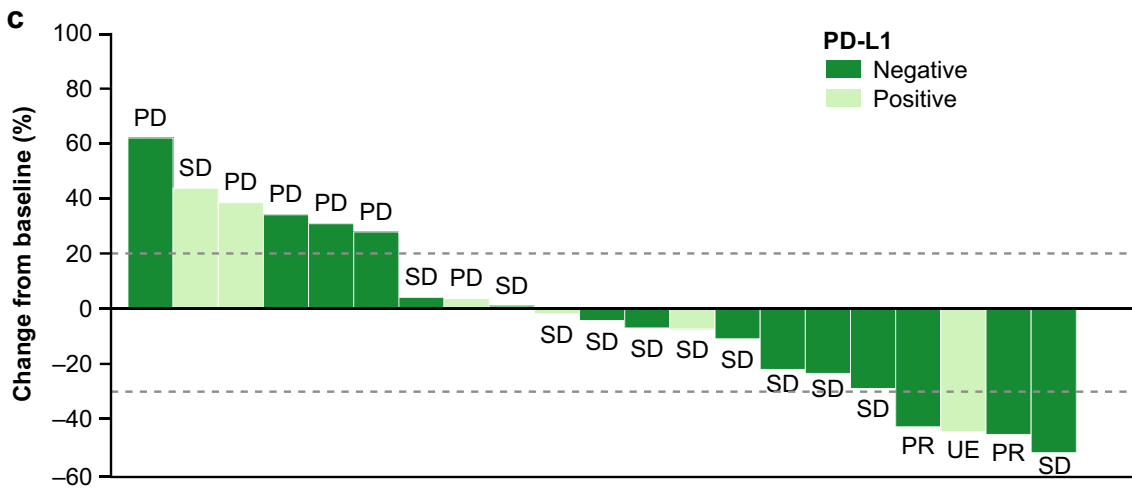 c
PD-L1
Negative
Positive
Change from baseline (%)
100
80
60
40
20
0
–20
–40
–60
PD
SD
PD
PD
PD
PD
SD
PD
SD
SD
SD
SD
SD
SD
SD
SD
SD
PR
UE
PR
SD